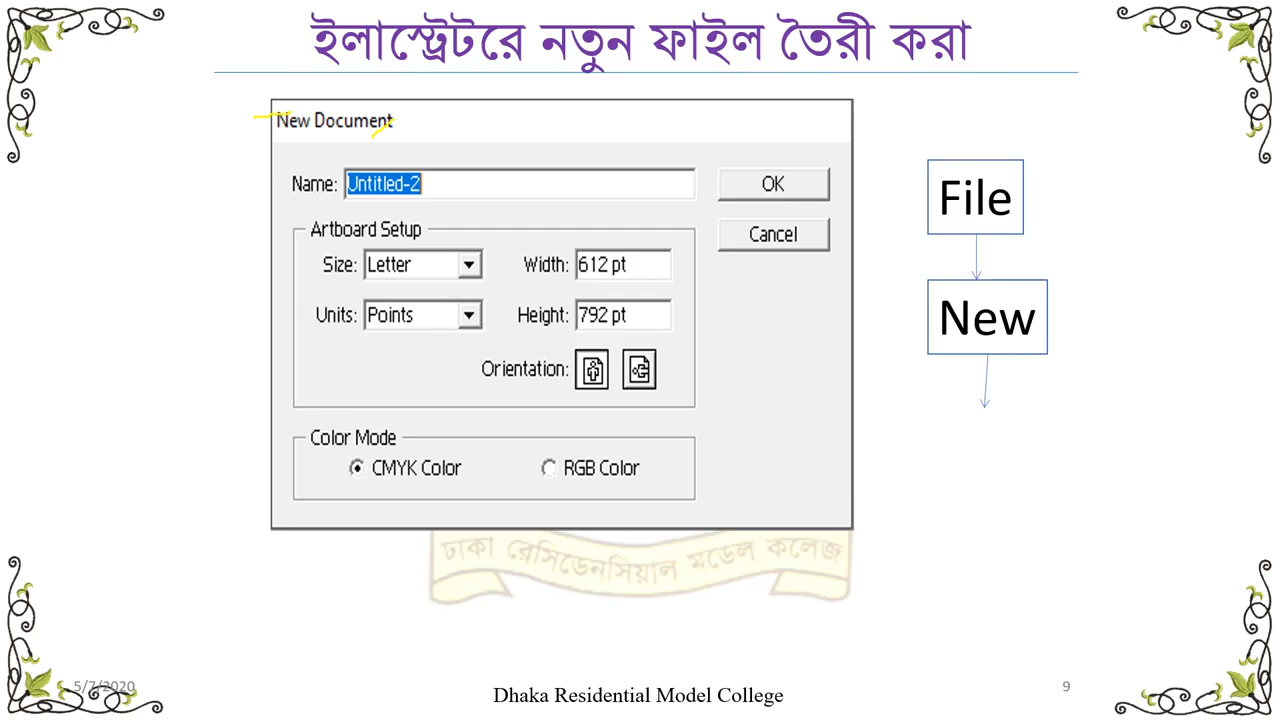 ইলাস্ট্রেটরে নতুন ফাইল তৈরী করা
New Document
Name: Untitled-2
OK
Artboard Setup
Cancel
Size: Letter
Width: 612 pt
Units: Points
Height: 792 pt
Orientation:
Color Mode
CMYK Color
RGB Color
File
New
ঢাকা রেসিডেনসিয়াল মডেল কলেজ
5/7/2020
Dhaka Residential Model College
9